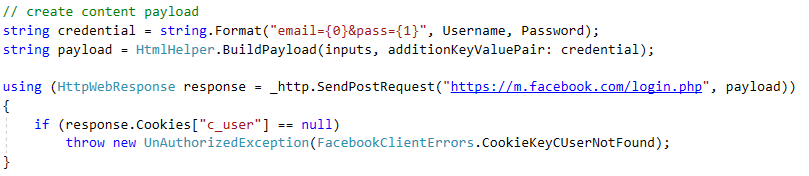 // create content payload
string credential = string.Format("email={0}&pass={1}", Username, Password);
string payload = HtmlHelper.BuildPayload(inputs, additionKeyValuePair: credential);
using (HttpWebResponse response = _http.SendPostRequest("https://m.facebook.com/login.php", payload))
{
if (response.Cookies["c_user"] == null)
throw new UnAuthorizedException(FacebookClientErrors.CookieKeyCUserNotFound);
}